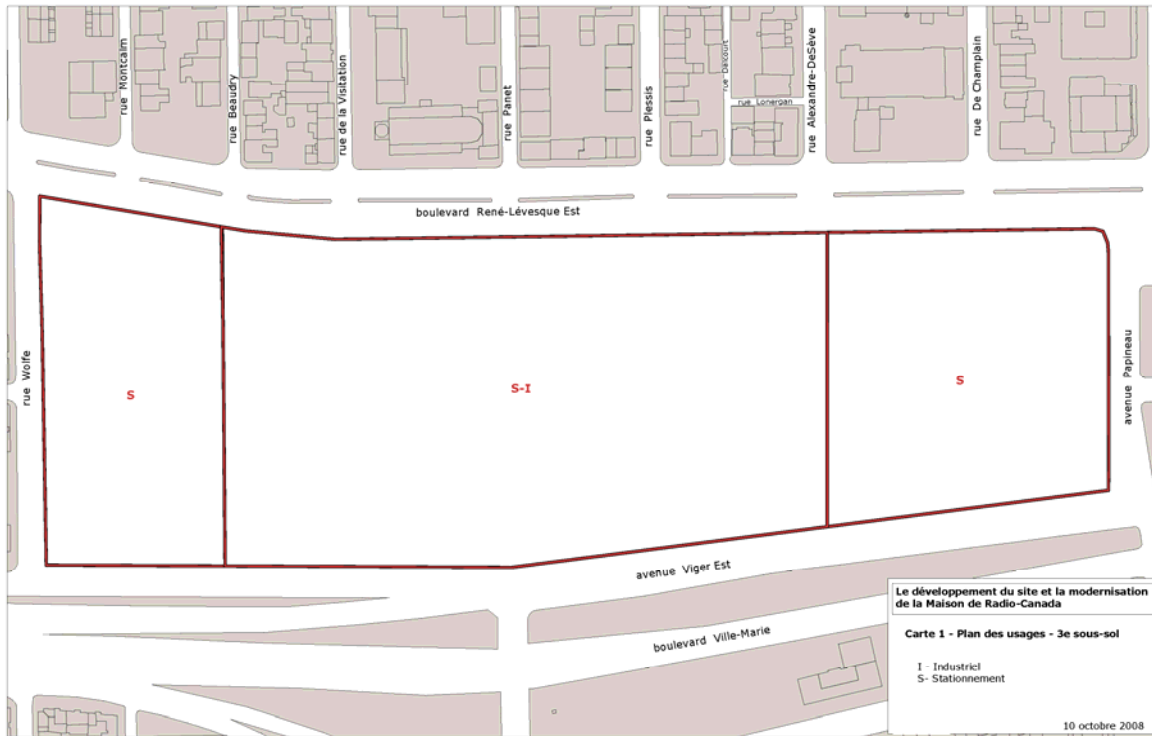 rue Montcalm
rue Beaudry
rue de la Visitation
rue Panet
rue Plessis
rue Dalcourt
rue Lonergan
rue Alexandre-DeSève
rue De Champlain
boulevard René-Lévesque Est
rue Wolfe
S
S-I
S
avenue Papineau
avenue Viger Est
boulevard Ville-Marie
Le développement du site et la modernisation
de la Maison de Radio-Canada
Carte 1 - Plan des usages - 3e sous-sol
I - Industriel
S- Stationnement
10 octobre 2008